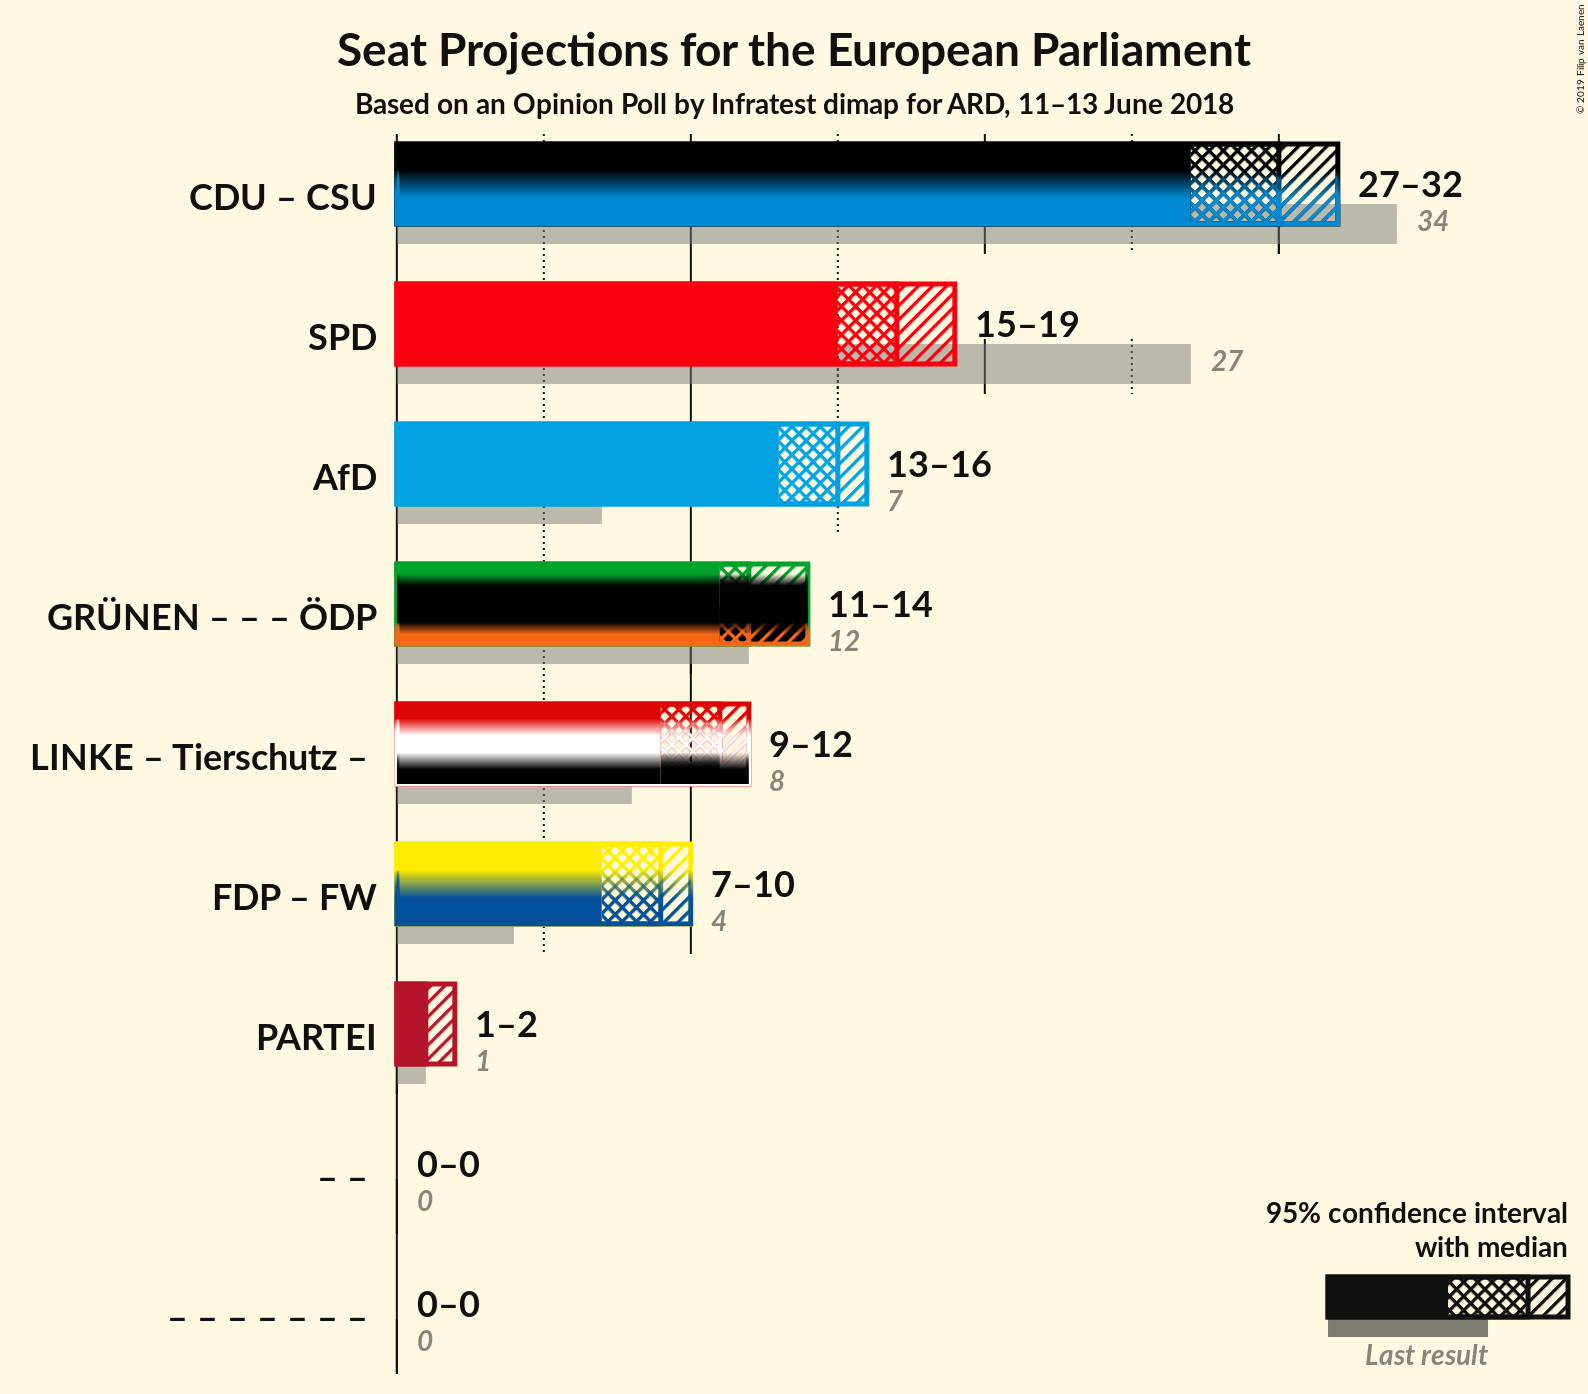 Seat Projections for the European Parliament
Based on an Opinion Poll by Infratest dimap for ARD, 11–13 June 2018
© 2019 Filip van Laenen
CDU – CSU
27–32
34
SPD
15–19
27
AfD
13–16
7
GRÜNEN – – – ÖDP
11–14
12
LINKE – Tierschutz –
9–12
8
FDP – FW
7–10
4
PARTEI
1–2
1
– –
0–0
0
– – – – – – –
0–0
0
95% confidence interval
with median
Last result